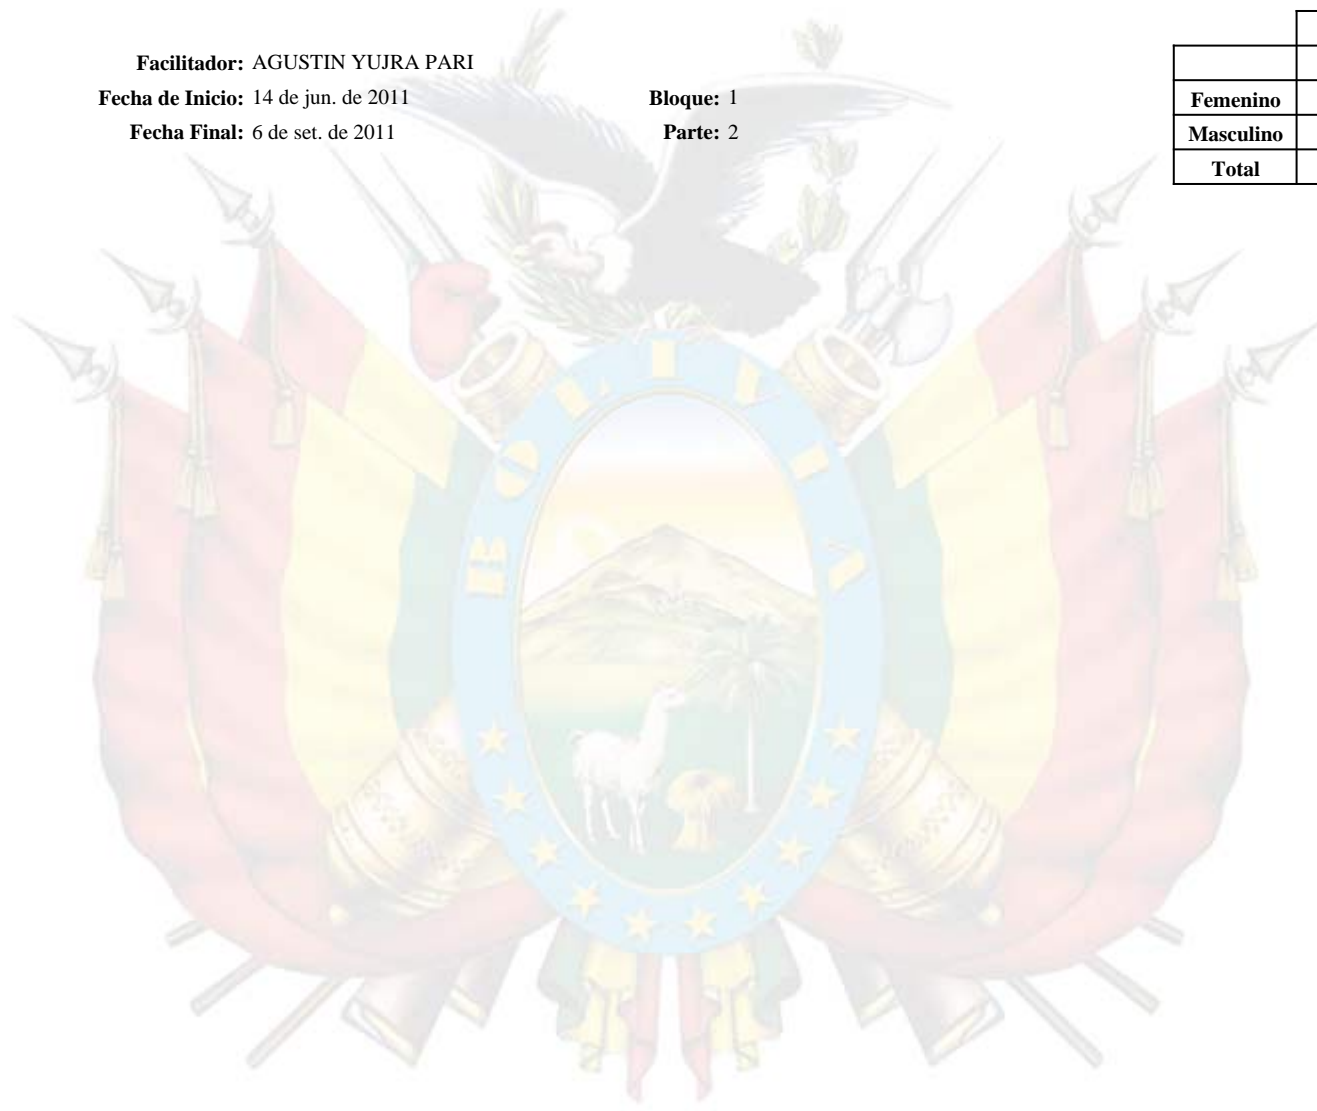 Facilitador: AGUSTIN YUJRA PARI
Fecha de Inicio: 14 de jun. de 2011 Bloque: 1
Fecha Final: 6 de set. de 2011 Parte: 2
Femenino
Masculino
Total
BOLIVIA